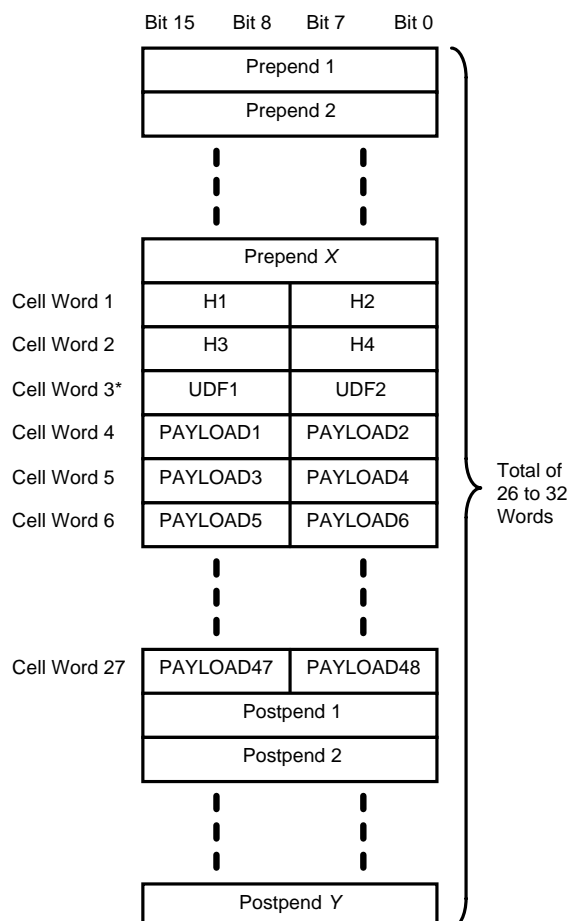 Bit 15 Bit 8 Bit 7 Bit 0
Prepend 1
Prepend 2
Prepend X
Cell Word 1 H1 H2
Cell Word 2 H3 H4
Cell Word 3* UDF1 UDF2
Cell Word 4 PAYLOAD1 PAYLOAD2
Cell Word 5 PAYLOAD3 PAYLOAD4
Cell Word 6 PAYLOAD5 PAYLOAD6
Total of
26 to 32
Words
Cell Word 27 PAYLOAD47 PAYLOAD48
Postpend 1
Postpend 2
Postpend Y